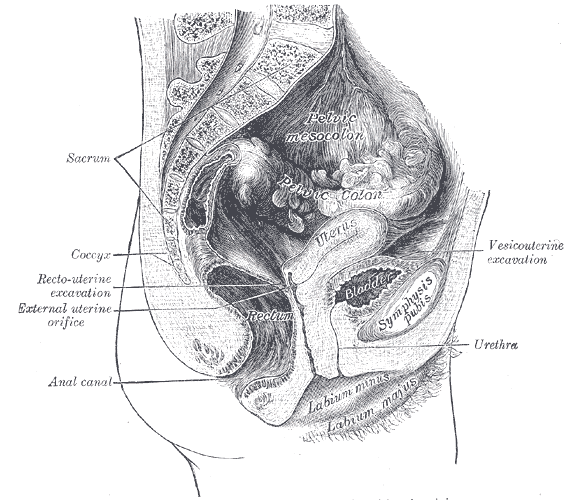 Pelvic
mesocolon
Sacrum
Pelvic Colon
Uterus
Coccyx
Vesicouterine
excavation
Recto-uterine
excavation
Bladder
Symphysis
pubis
External uterine
orifice
Rectum
Urethra
Anal canal
Labium minus
Labium majus